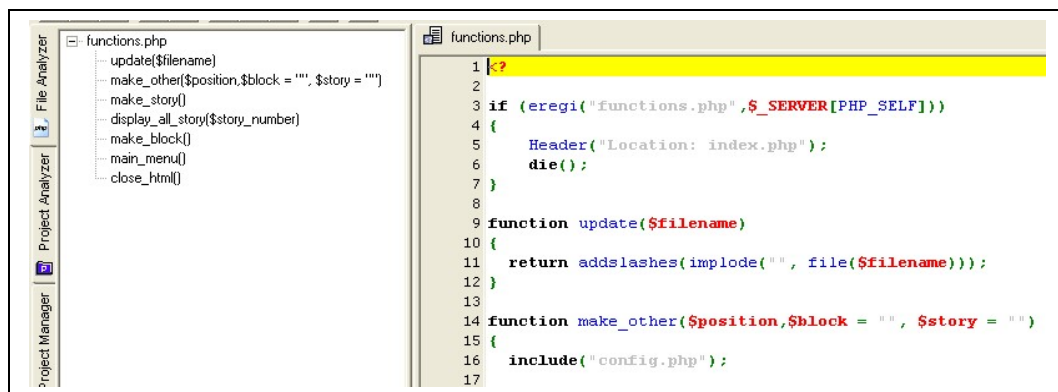 File Analyzer
php
Project Analyzer
Project Manager
functions.php
update($filename)
make_other($position,$block = "", $story = "")
make_story()
display_all_story($story_number)
make_block()
main_menu()
close_html()
functions.php
1 <?
2
3 if (eregi("functions.php",$_SERVER[PHP_SELF]))
4 {
5 Header("Location: index.php");
6 die();
7 }
8
9 function update($filename)
10 {
11 return addslashes(implode("", file($filename)));
12 }
13
14 function make_other($position,$block = "", $story = "")
15 {
16 include("config.php");
17